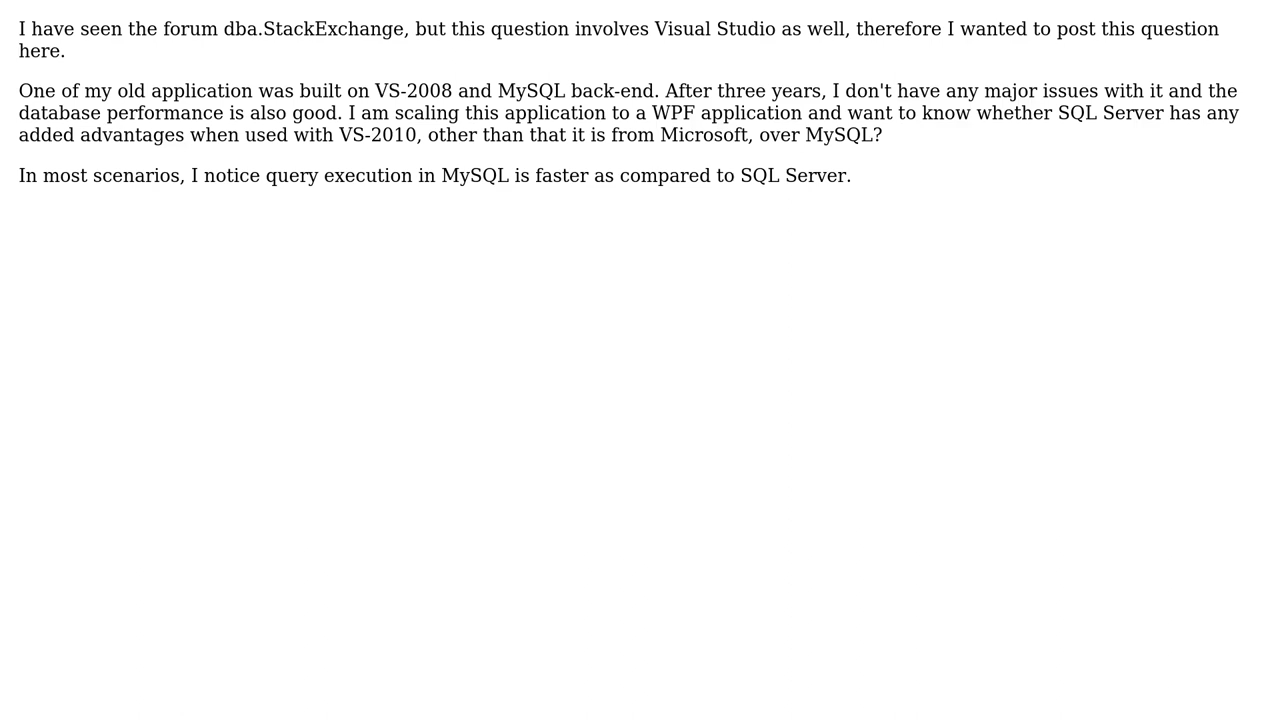 I have seen the forum dba.StackExchange, but this question involves Visual Studio as well, therefore I wanted to post this question
here.
One of my old application was built on VS-2008 and MySQL back-end. After three years, I don't have any major issues with it and the
database performance is also good. I am scaling this application to a WPF application and want to know whether SQL Server has any
added advantages when used with VS-2010, other than that it is from Microsoft, over MySQL?
In most scenarios, I notice query execution in MySQL is faster as compared to SQL Server.